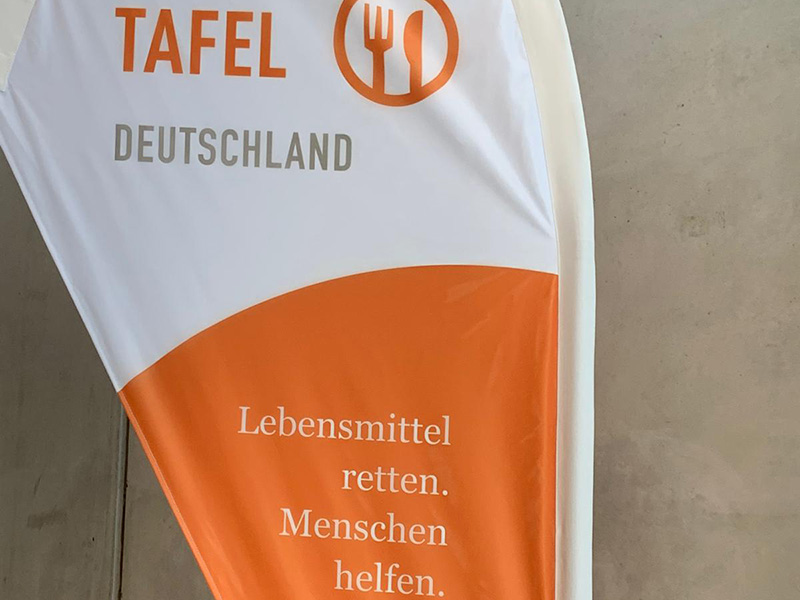 TAFEL
DEUTSCHLAND
Lebensmittel
retten.
Menschen
helfen.